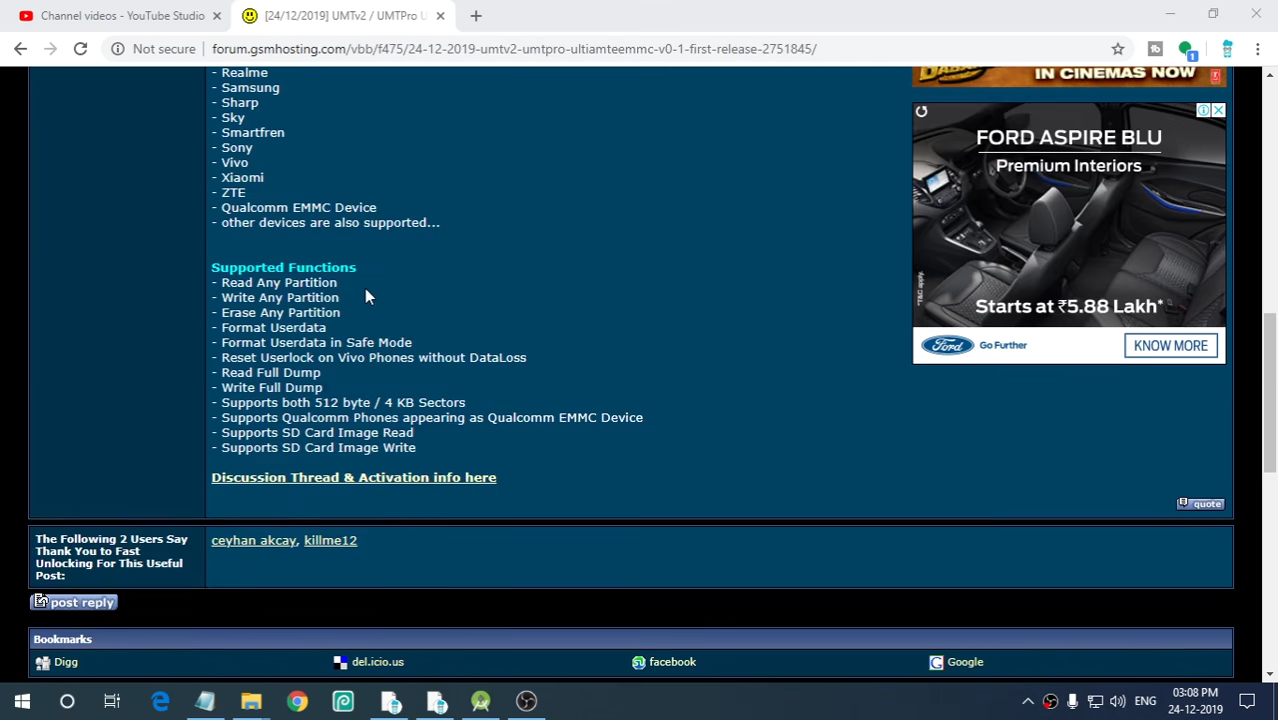 Channel videos - YouTube Studio
[24/12/2019] UMTv2 / UMTPro U
Not secure
forum.gsmhosting.com/vbb/f475/24-12-2019-umtv2-umtpro-ultiamteemmc-v0-1-first-release-2751845/
1
- Realme
- Samsung
- Sharp
- Sky
- Smartfren
- Sony
- Vivo
- Xiaomi
- ZTE
- Qualcomm EMMC Device
- other devices are also supported...
Supported Functions
- Read Any Partition
- Write Any Partition
- Erase Any Partition
- Format Userdata
- Format Userdata in Safe Mode
- Reset Userlock on Vivo Phones without DataLoss
- Read Full Dump
- Write Full Dump
- Supports both 512 byte / 4 KB Sectors
- Supports Qualcomm Phones appearing as Qualcomm EMMC Device
- Supports SD Card Image Read
- Supports SD Card Image Write
Discussion Thread & Activation info here
quote
IN CINEMAS NOW
FORD ASPIRE BLU
Premium Interiors
*T&C apply.
Starts at ₹5.88 Lakh*
Ford
Go Further
KNOW MORE
The Following 2 Users Say
Thank You to Fast
Unlocking For This Useful
Post:
ceyhan akcay, killme12
post reply
Bookmarks
Digg
del.icio.us
facebook
Google
ENG
03:08 PM
24-12-2019